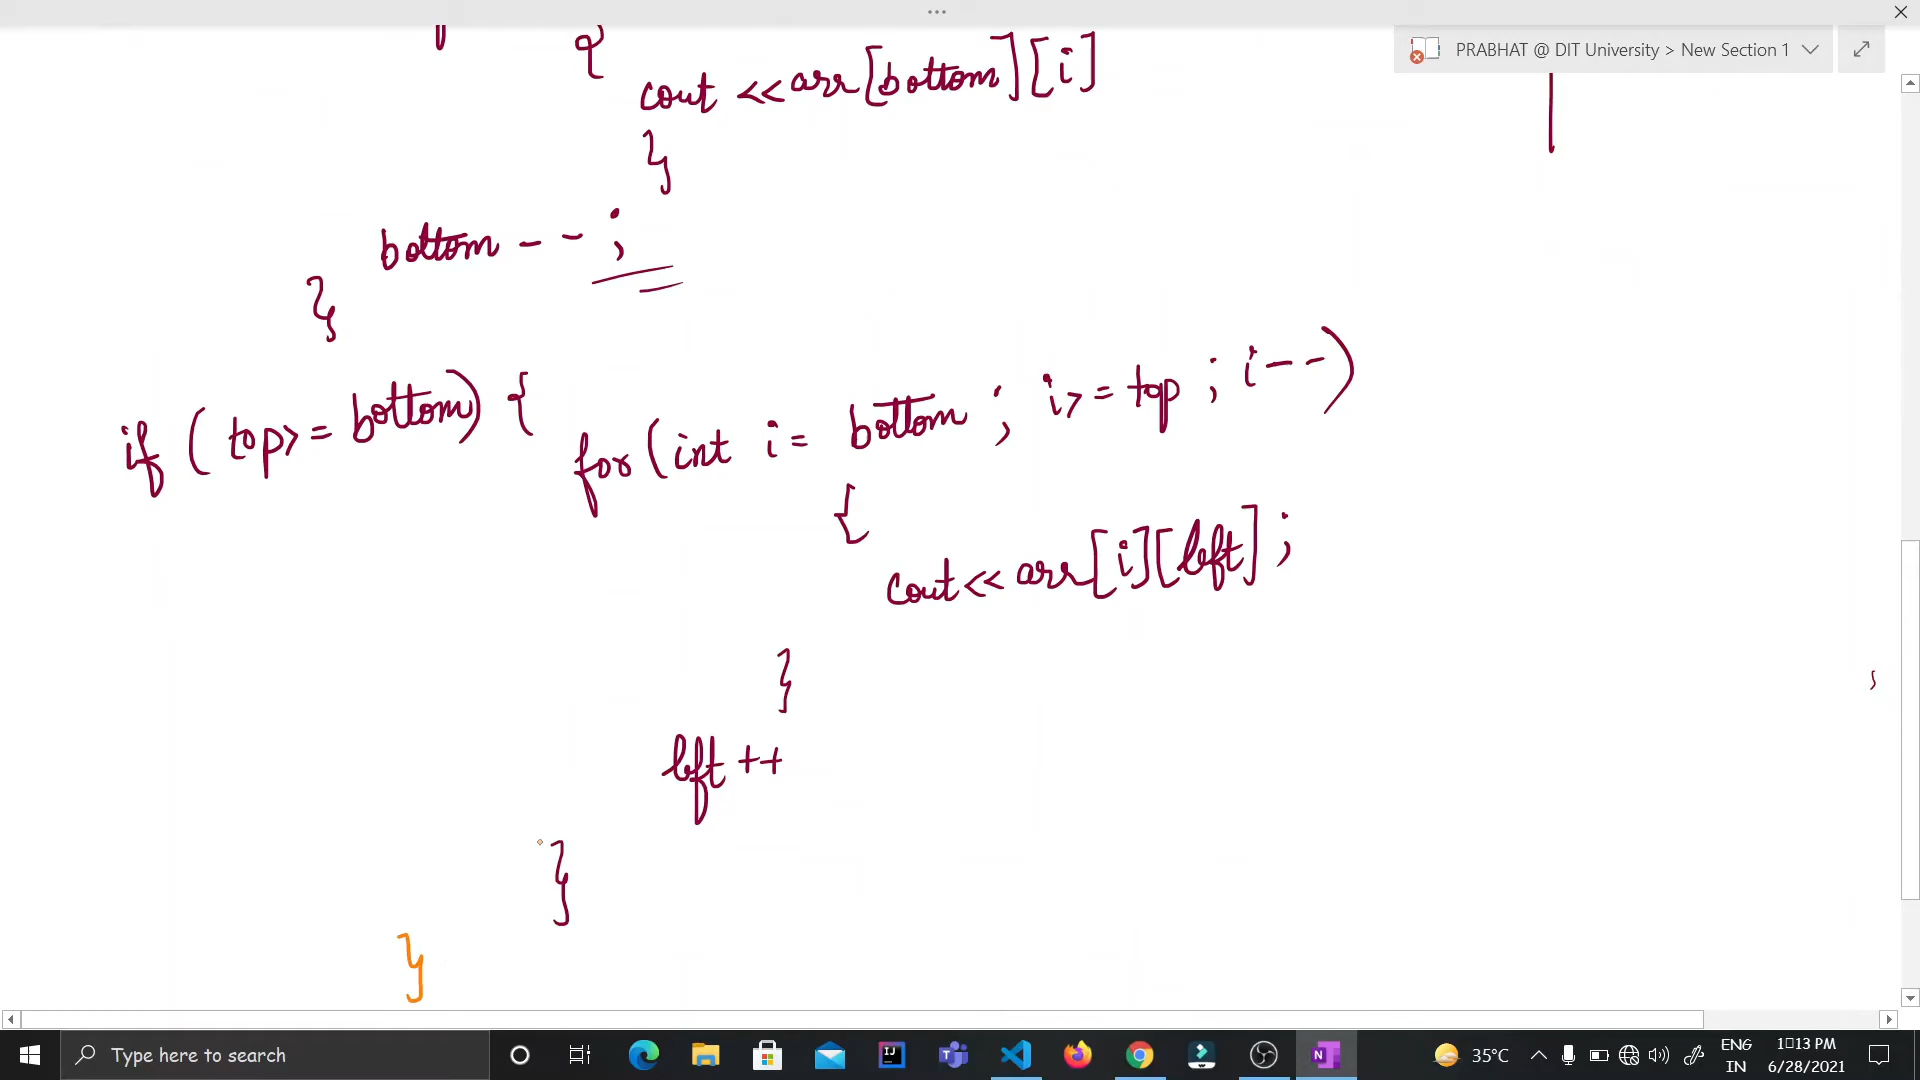 PRABHAT @ DIT University > New Section 1
{
cout <<arr[bottom][i]
}
bottom -- ;
}
if ( top>= bottom) {
for(int i= bottom ; i>= top ; i--)
{
cout<< arr[i][left] ;
}
left ++
}
}
Type here to search
35°C
ENG
IN
1:13 PM
6/28/2021